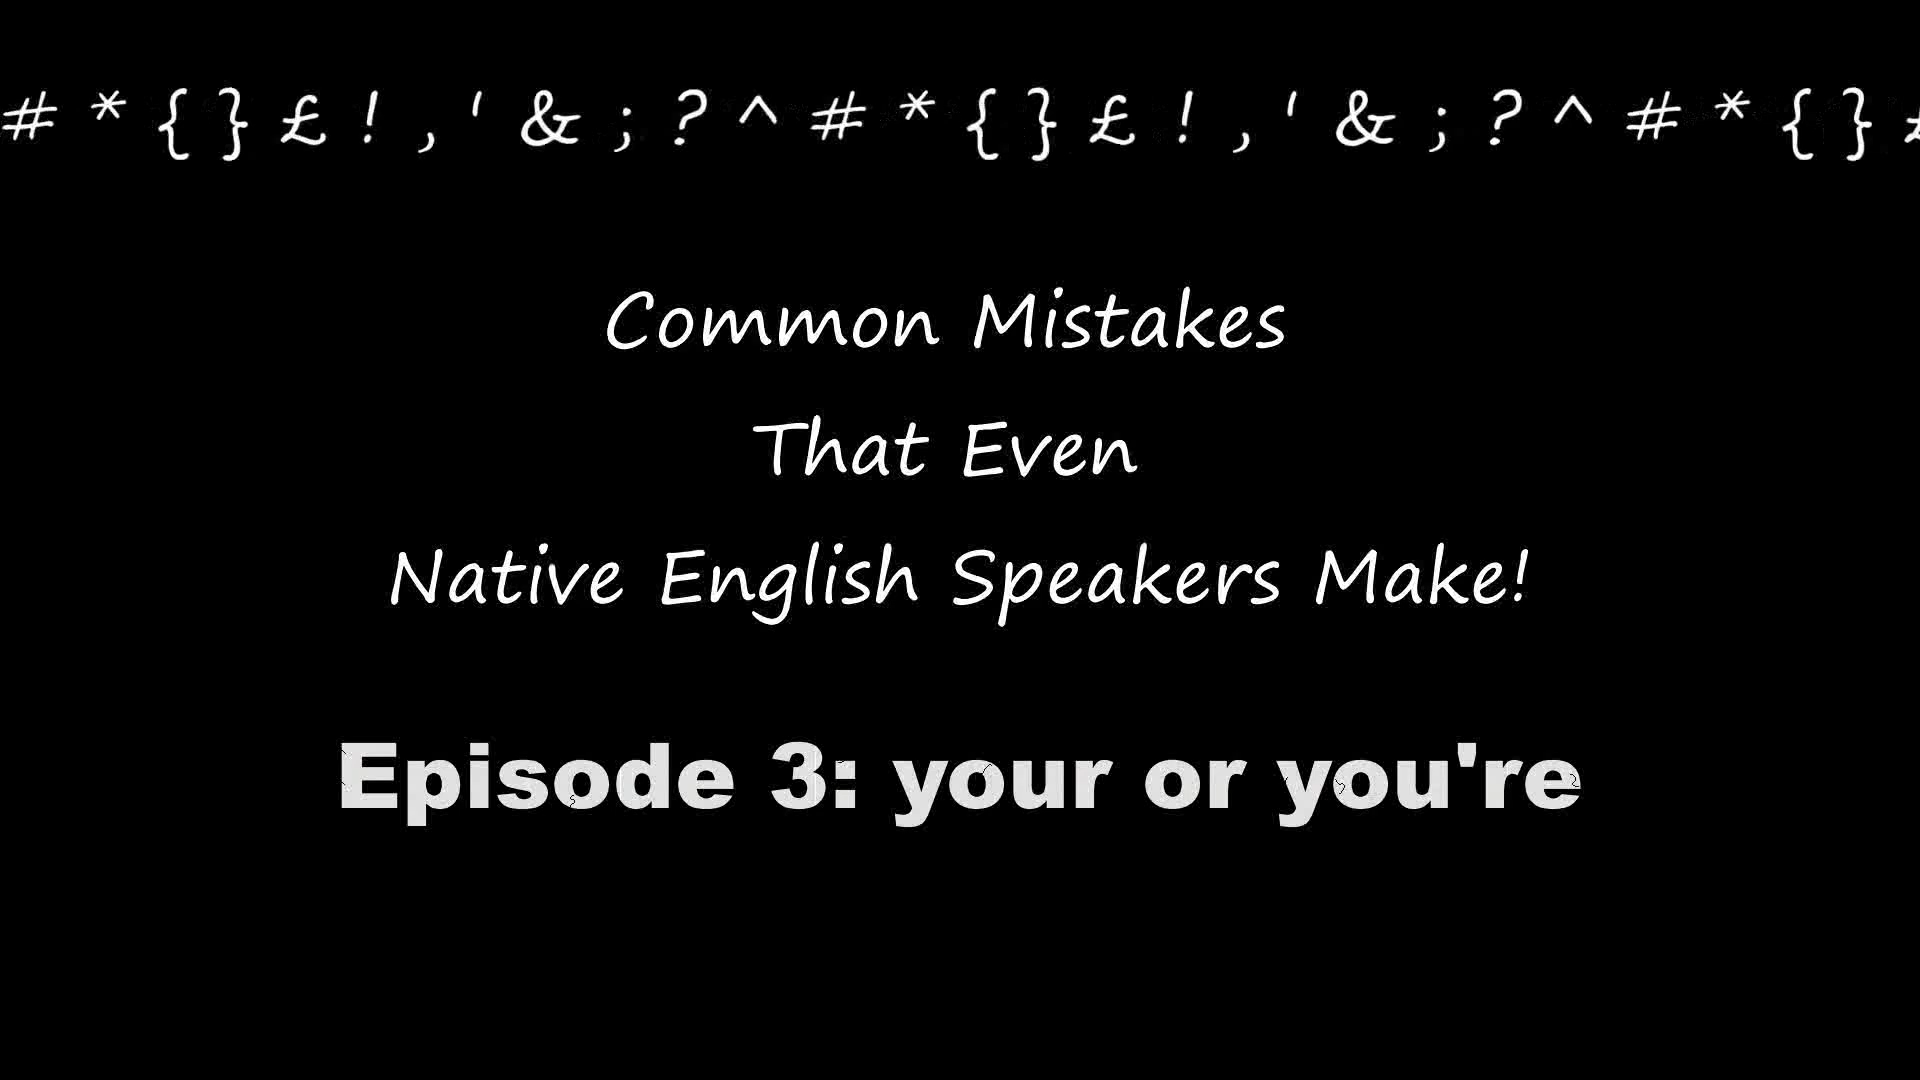 # * { } £ ! , ' & ; ? ^ # * { } £ ! , ' & ; ? ^ # * { } £
Common Mistakes
That Even
Native English Speakers Make!
Episode 3: your or you're